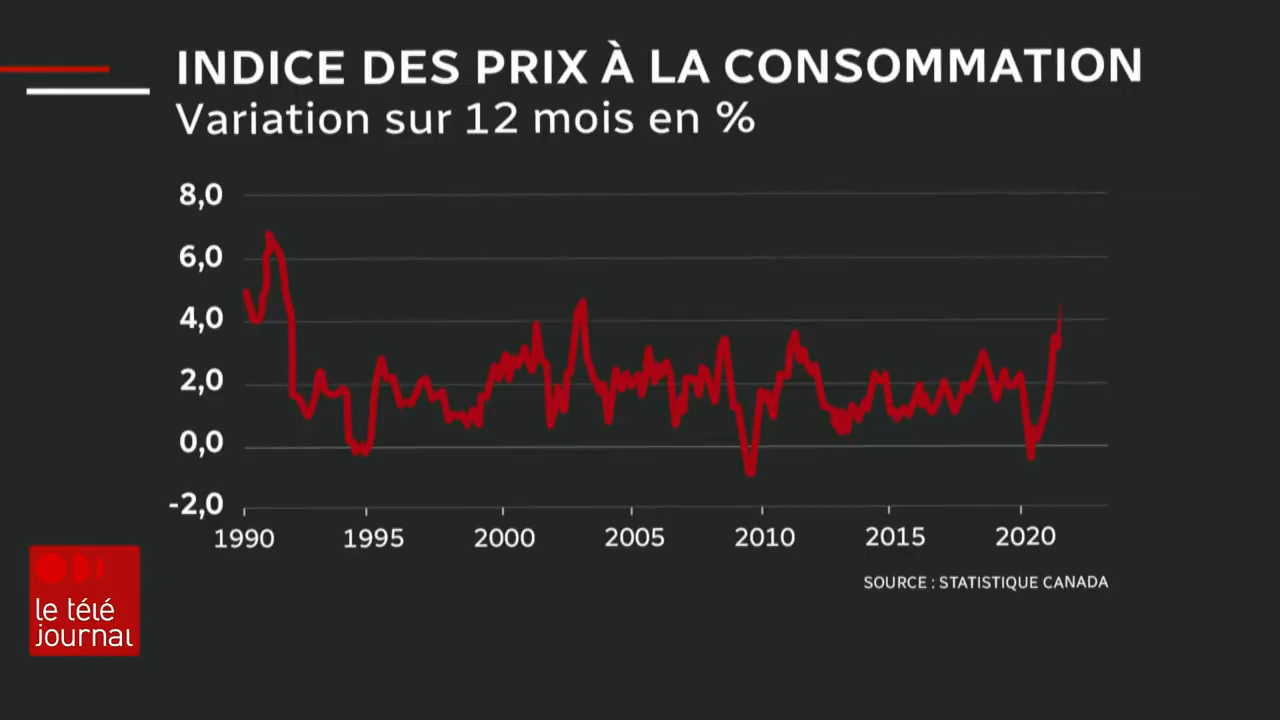 INDICE DES PRIX À LA CONSOMMATION
Variation sur 12 mois en %
8,0
6,0
4,0
2,0
0,0
-2,0
1990 1995 2000 2005 2010 2015 2020
SOURCE : STATISTIQUE CANADA
le télé
journal